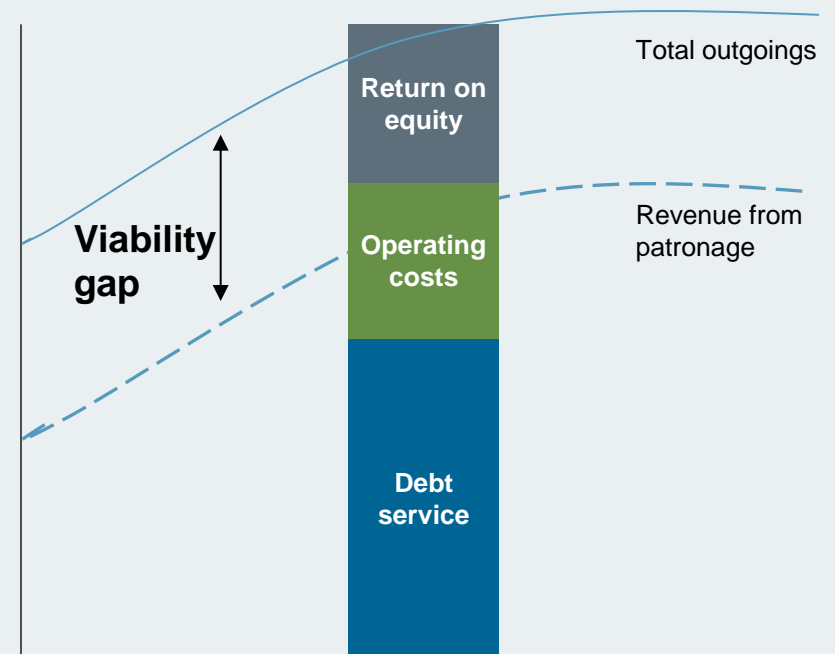 Total outgoings
Return on
equity
Revenue from
patronage
Viability
gap
Operating
costs
Debt
service